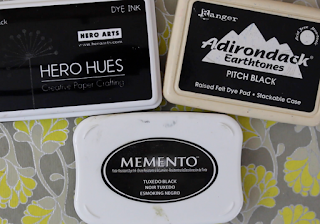 ck
DYE INK
HERO ARTS
HERO HUES
Creative Paper Crafting
Ranger
Adirondack
Earthtones
PITCH BLACK
Raised Felt Dye Pad • Stackable Case
MEMENTO
TUXEDO BLACK
NOIR TUXEDO
ESMOKING NEGRO